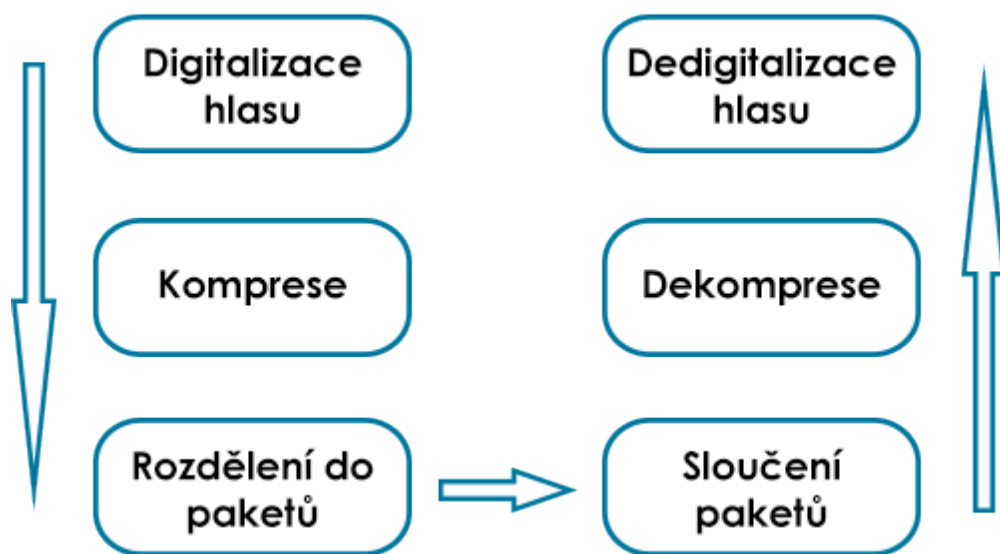 Digitalizace
hlasu
Komprese
Rozdělení do
paketů
Dedigitalizace
hlasu
Dekomprese
Sloučení
paketů